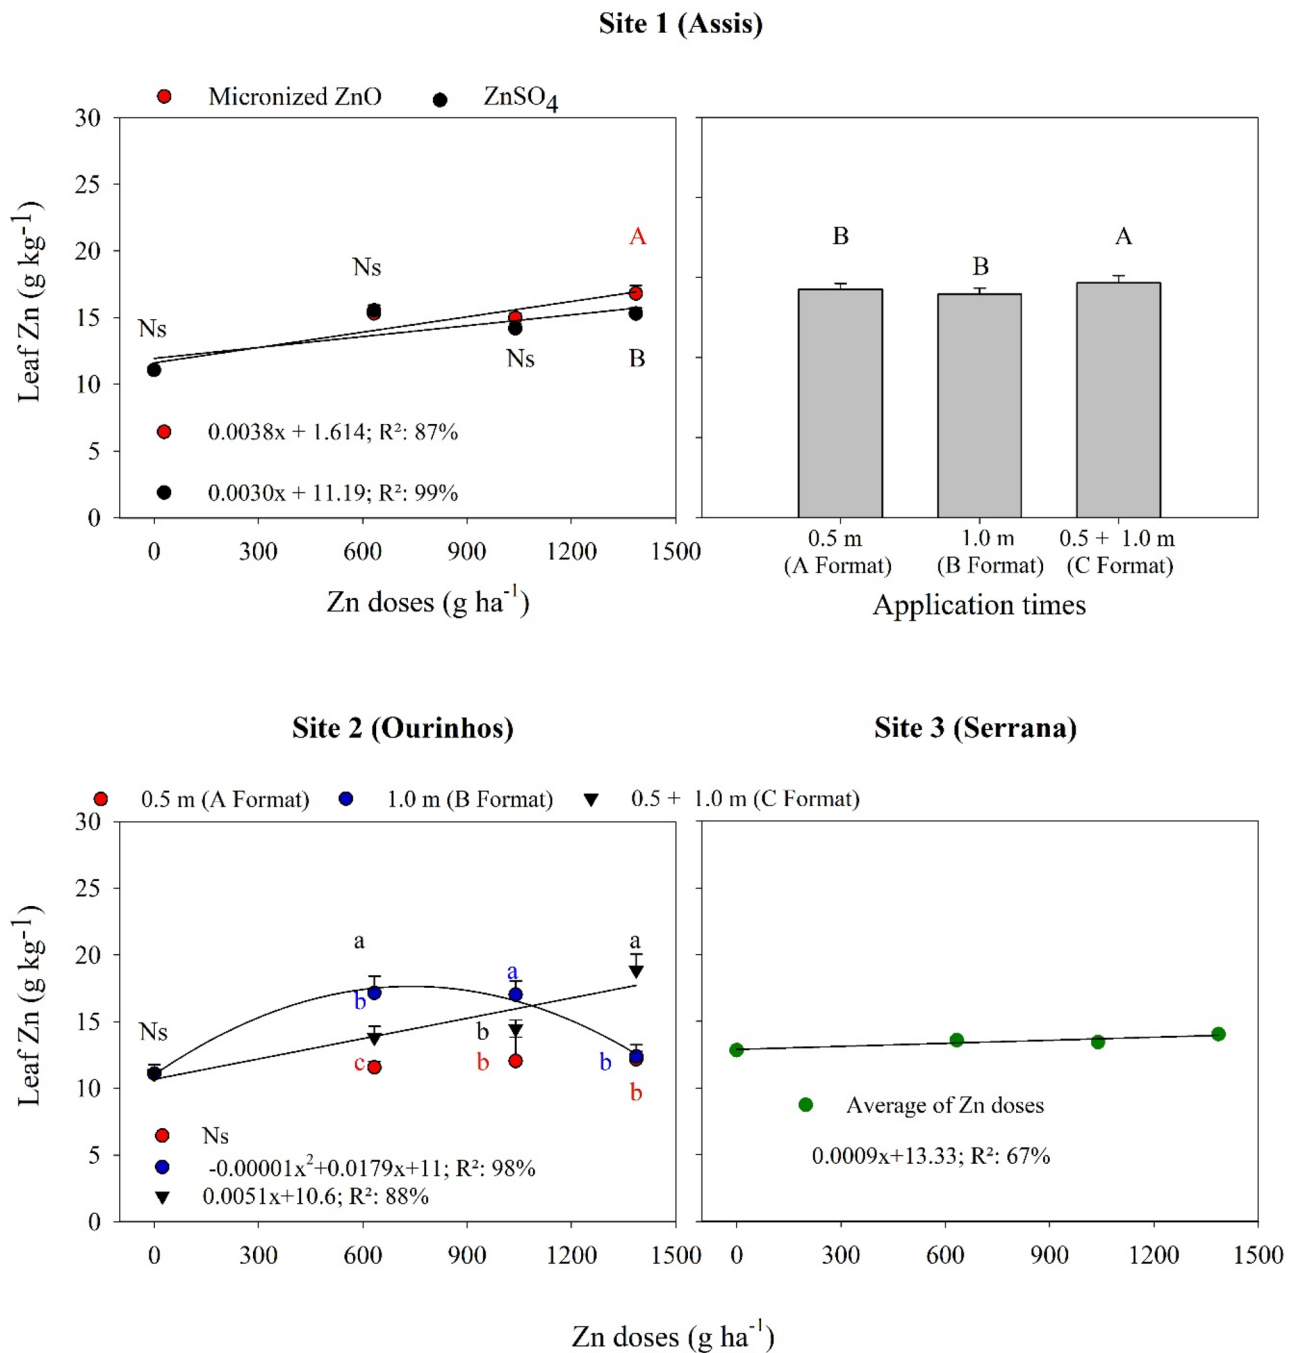 Site 1 (Assis)
Micronized ZnO ZnSO4
30
25
20
15
10
5
0
Leaf Zn (g kg-1)
Ns
Ns
A
Ns
B
0.0038x + 1.614; R²: 87%
0.0030x + 11.19; R²: 99%
0 300 600 900 1200 1500
Zn doses (g ha-1)
B
B
A
0.5 m 1.0 m 0.5 + 1.0 m
(A Format) (B Format) (C Format)
Application times
Site 2 (Ourinhos)
Site 3 (Serrana)
0.5 m (A Format) 1.0 m (B Format) 0.5 + 1.0 m (C Format)
30
25
20
15
10
5
0
Leaf Zn (g kg-1)
Ns
a
b
c
a
b
b
a
b
b
Ns
-0.00001x²+0.0179x+11; R²: 98%
0.0051x+10.6; R²: 88%
0 300 600 900 1200 1500
Average of Zn doses
0.0009x+13.33; R²: 67%
0 300 600 900 1200 1500
Zn doses (g ha-1)